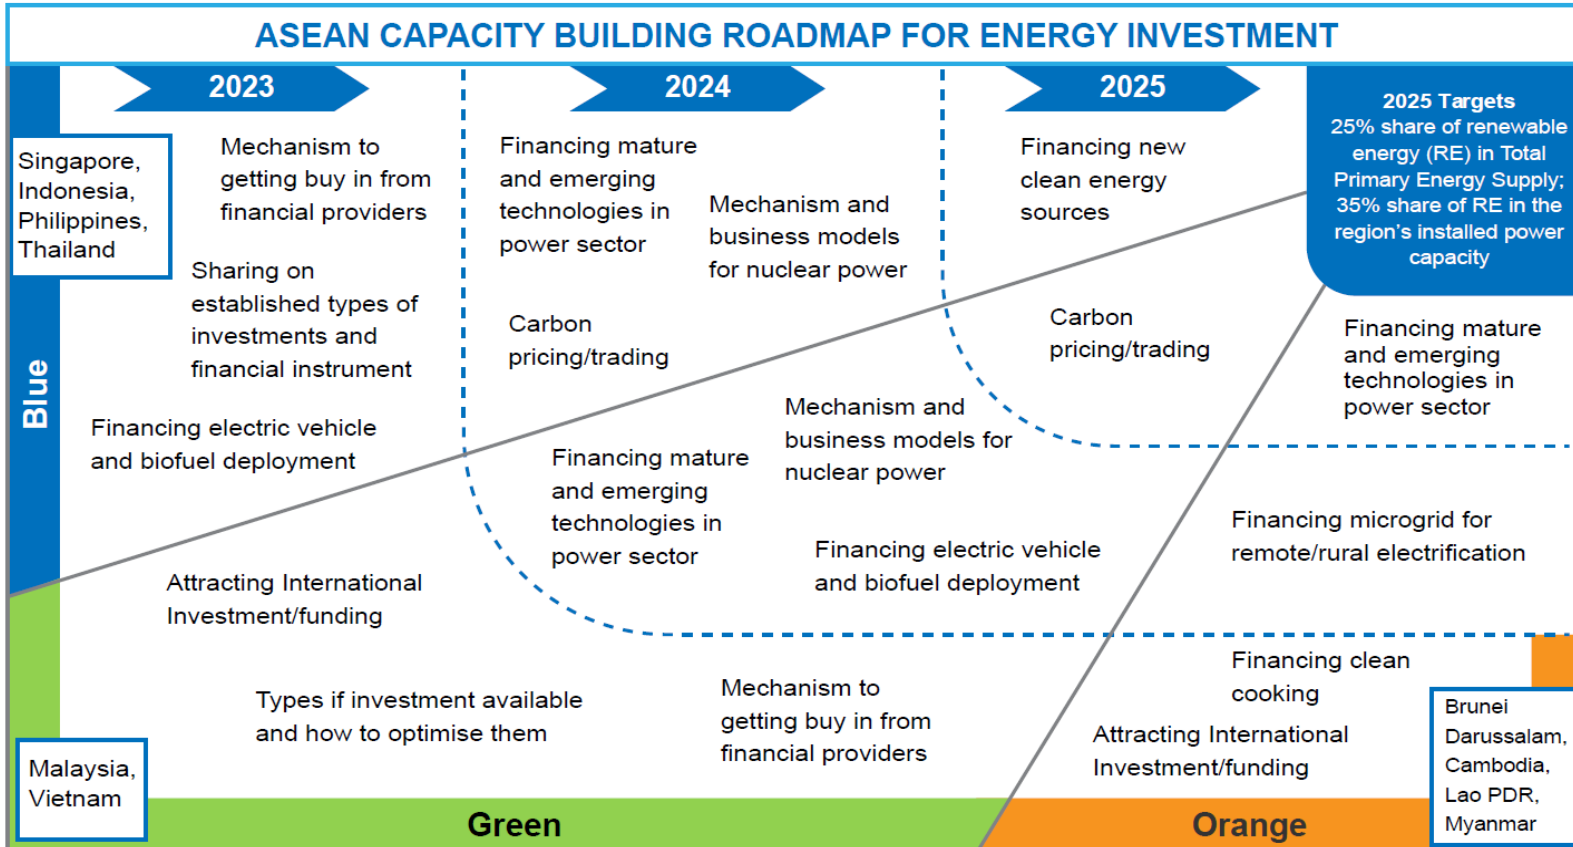 ASEAN CAPACITY BUILDING ROADMAP FOR ENERGY INVESTMENT
2023
2024
2025
2025 Targets
25% share of renewable
energy (RE) in Total
Primary Energy Supply;
35% share of RE in the
region's installed power
capacity
Blue
Singapore,
Indonesia,
Philippines,
Thailand
Mechanism to
getting buy in from
financial providers
Sharing on
established types of
investments and
financial instrument
Financing electric vehicle
and biofuel deployment
Financing mature
and emerging
technologies in
power sector
Mechanism and
business models
for nuclear power
Carbon
pricing/trading
Financing new
clean energy
sources
Carbon
pricing/trading
Financing mature
and emerging
technologies in
power sector
Mechanism and
business models for
nuclear power
Financing mature
and emerging
technologies in
power sector
Financing electric vehicle
and biofuel deployment
Financing microgrid for
remote/rural electrification
Attracting International
Investment/funding
Types if investment available
and how to optimise them
Mechanism to
getting buy in from
financial providers
Financing clean
cooking
Attracting International
Investment/funding
Malaysia,
Vietnam
Brunei
Darussalam,
Cambodia,
Lao PDR,
Myanmar
Green
Orange